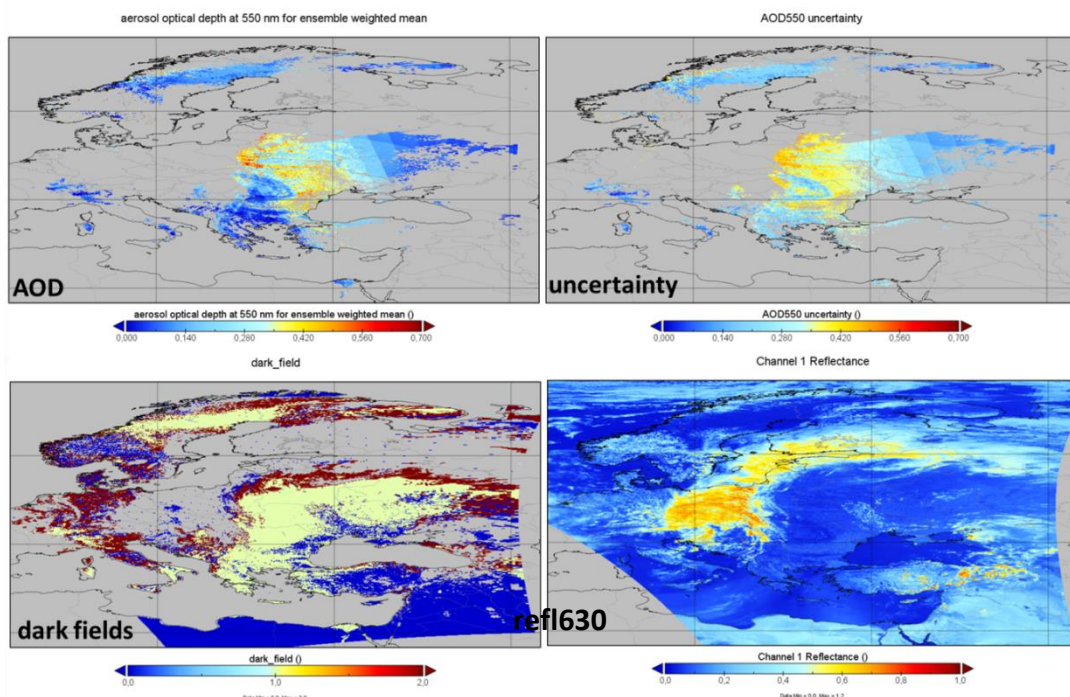 aerosol optical depth at 550 nm for ensemble weighted mean
AOD550 uncertainty
AOD
uncertainty
aerosol optical depth at 550 nm for ensemble weighted mean ()
0,000 0,140 0,280 0,420 0,560 0,700
AOD550 uncertainty ()
0,000 0,140 0,280 0,420 0,560 0,700
dark_field
Channel 1 Reflectance
dark fields
refl630
dark_field ()
0,0 1,0 2,0
Channel 1 Reflectance ()
0,0 0,2 0,4 0,6 0,8 1,0